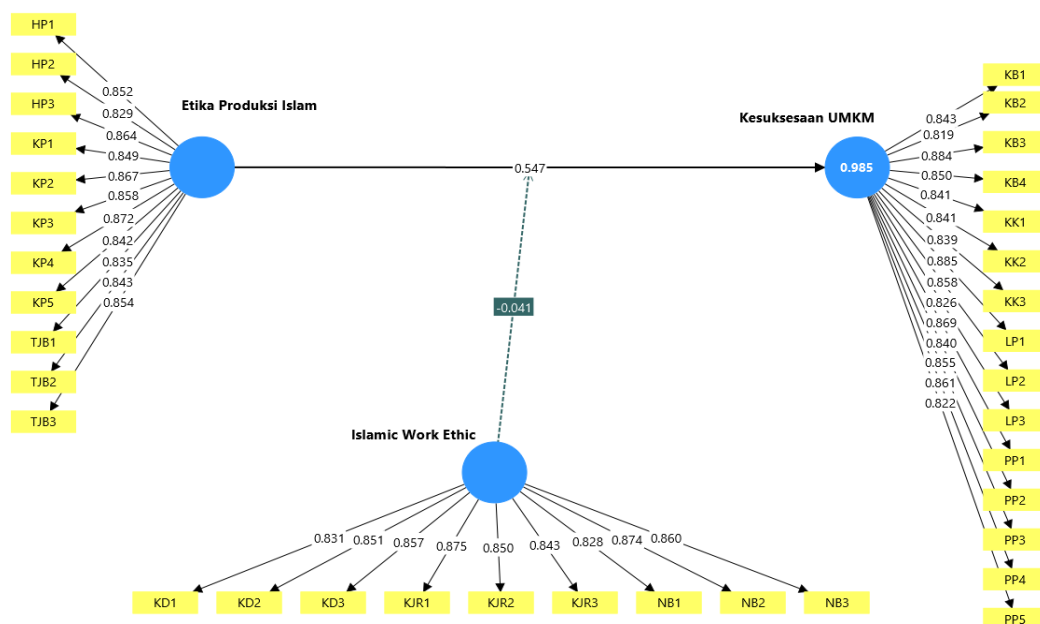 HP1
HP2
HP3
KP1
KP2
KP3
KP4
KP5
TJB1
TJB2
TJB3
Etika Produksi Islam
0.852
0.829
0.864
0.849
0.867
0.858
0.872
0.842
0.835
0.843
0.854
0.547
-0.041
Kesuksesaan UMKM
0.985
0.843
0.819
0.884
0.850
0.841
0.841
0.839
0.885
0.858
0.826
0.869
0.840
0.855
0.861
0.822
KB1
KB2
KB3
KB4
KK1
KK2
KK3
LP1
LP2
LP3
PP1
PP2
PP3
PP4
PP5
Islamic Work Ethic
0.831 0.851 0.857 0.875 0.850 0.843 0.828 0.874 0.860
KD1 KD2 KD3 KJR1 KJR2 KJR3 NB1 NB2 NB3